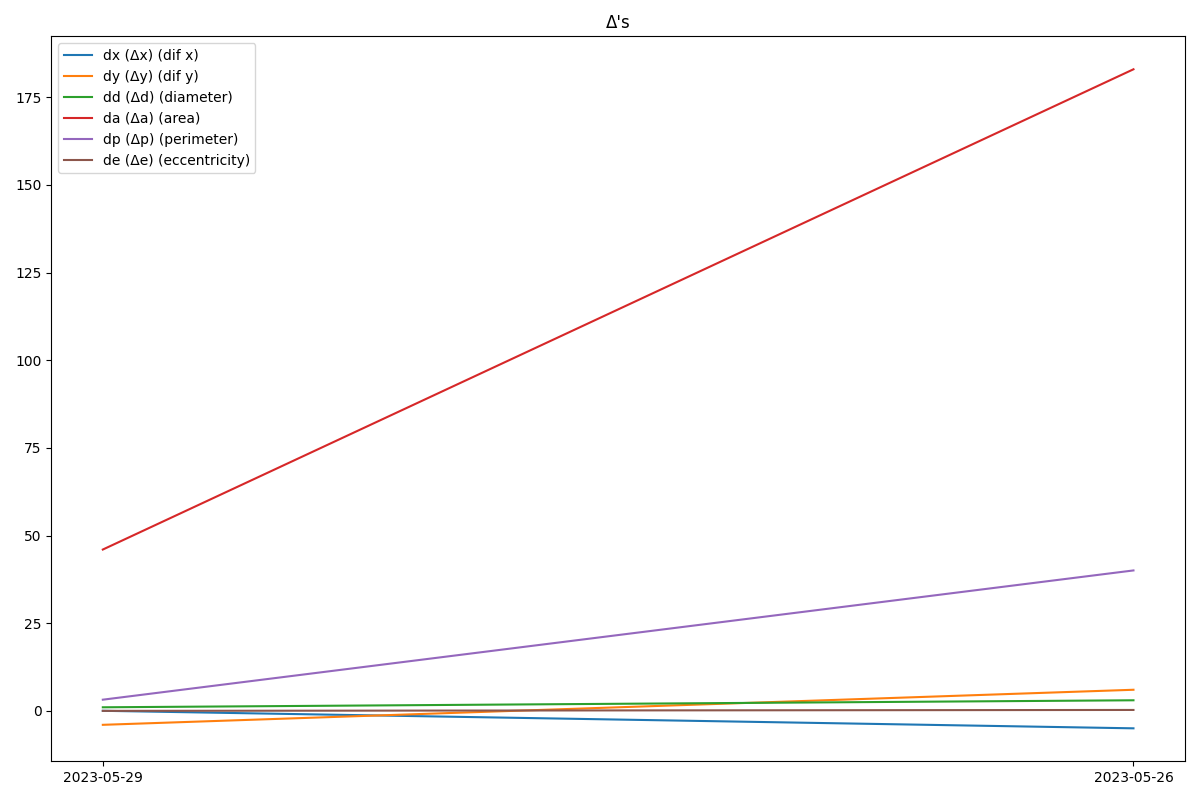 Δ's
dx (Δx) (dif x)
dy (Δy) (dif y)
dd (Δd) (diameter)
da (Δa) (area)
dp (Δp) (perimeter)
de (Δe) (eccentricity)
175
150
125
100
75
50
25
0
2023-05-29 2023-05-26